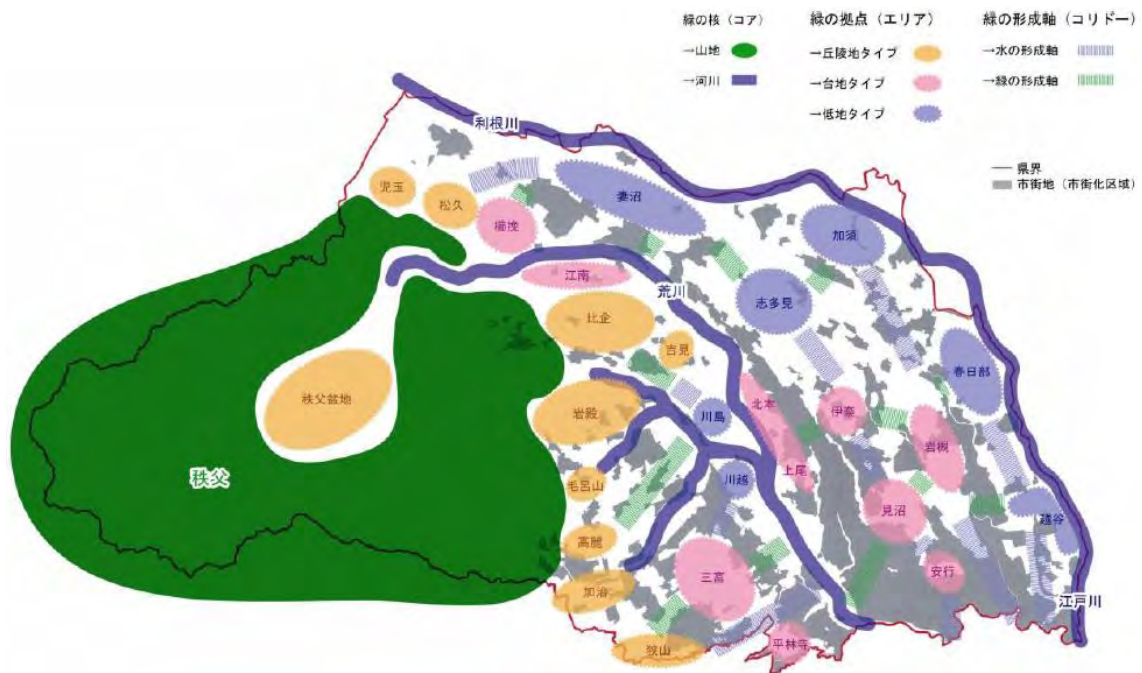 緑の核（コア）
→山地
→河川
緑の拠点（エリア）
→丘陵地タイプ
→台地タイプ
→低地タイプ
緑の形成軸（コリドー）
→水の形成軸
→緑の形成軸
県界
市街地（市街化区域）
利根川
児玉
松久
櫛挽
妻沼
加須
江南
荒川
志多見
比企
吉見
春日部
秩父盆地
岩殿
川島
北本
伊奈
岩槻
上尾
秩父
毛呂山
川越
見沼
越谷
高麗
三富
安行
加治
江戸川
狭山
平林寺